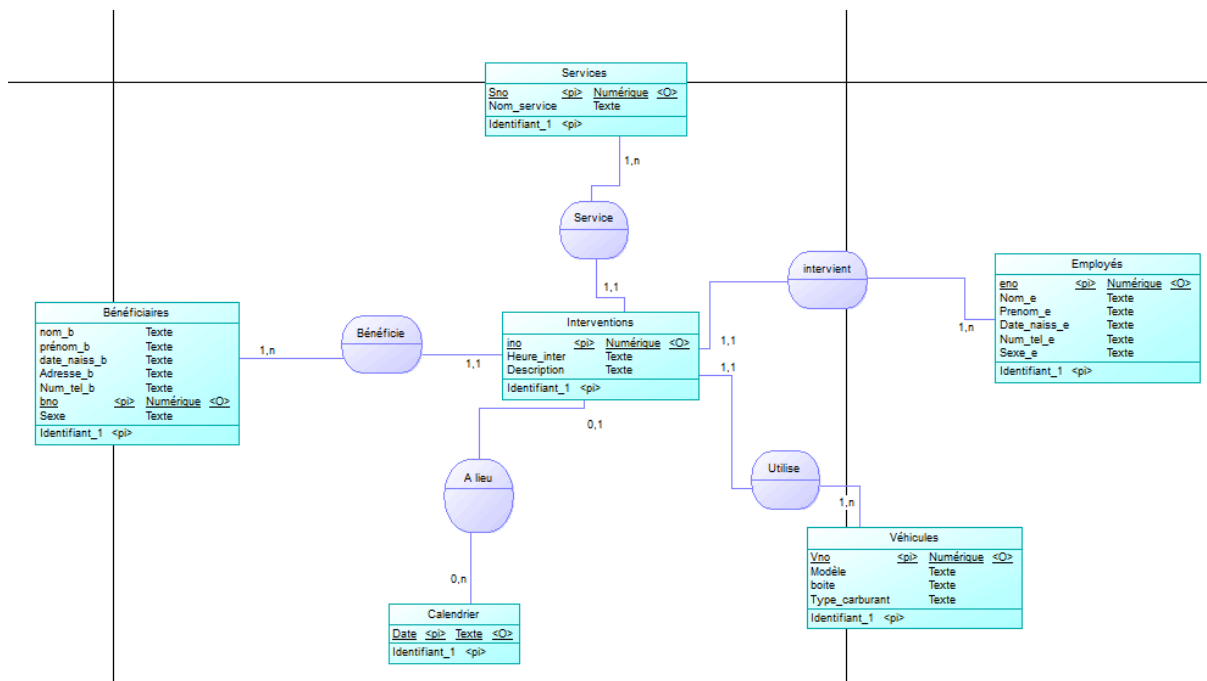 Services
Sno <pi> Numérique <O>
Nom_service Texte
Identifiant_1 <pi>
1,n
Service
1,1
intervient
Employés
eno <pi> Numérique <O>
Nom_e Texte
Prenom_e Texte
Date_naiss_e Texte
Num_tel_e Texte
Sexe_e Texte
Identifiant_1 <pi>
1,n
1,1
Bénéficiaires
nom_b Texte
prénom_b Texte
date_naiss_b Texte
Adresse_b Texte
Num_tel_b Texte
bno <pi> Numérique <O>
Sexe Texte
Identifiant_1 <pi>
1,n
Bénéficie
1,1
Interventions
ino <pi> Numérique <O>
Heure_inter Texte
Description Texte
Identifiant_1 <pi>
1,1
0,1
A lieu
Utilise
1,n
0,n
Véhicules
Vno <pi> Numérique <O>
Modèle Texte
boite Texte
Type_carburant Texte
Identifiant_1 <pi>
Calendrier
Date <pi> Texte <O>
Identifiant_1 <pi>